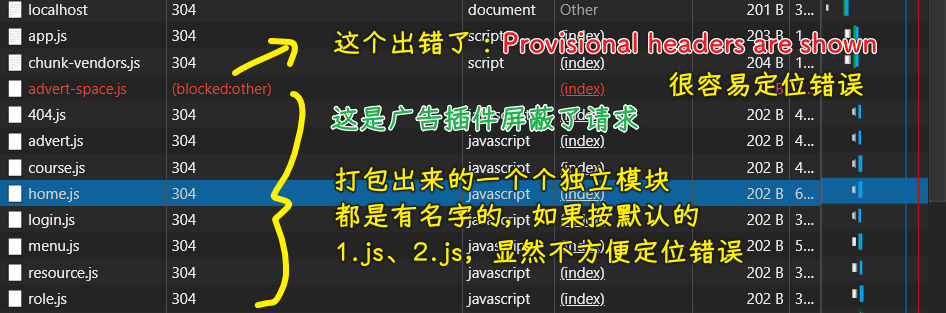 localhost 304 document Other 201 B 3...
app.js 304 script (index) 203 B 1...
这个出错了：Provisional headers are shown
chunk-vendors.js 304 script (index) 204 B 1...
advert-space.js (blocked:other) (index)
很容易定位错误
404.js 304 javascript (index) 202 B 4...
这是广告插件屏蔽了请求
advert.js 304 javascript (index) 202 B 4...
course.js 304 javascript (index) 202 B 4...
打包出来的一个个独立模块
home.js 304 javascript (index) 202 B 6...
都是有名字的，如果按默认的
login.js 304 javascript (index) 202 B 3...
menu.js 304 javascript (index) 202 B 5...
1.js、2.js，显然不方便定位错误
resource.js 304 javascript (index) 202 B 3...
role.js 304 javascript (index) 202 B 3...